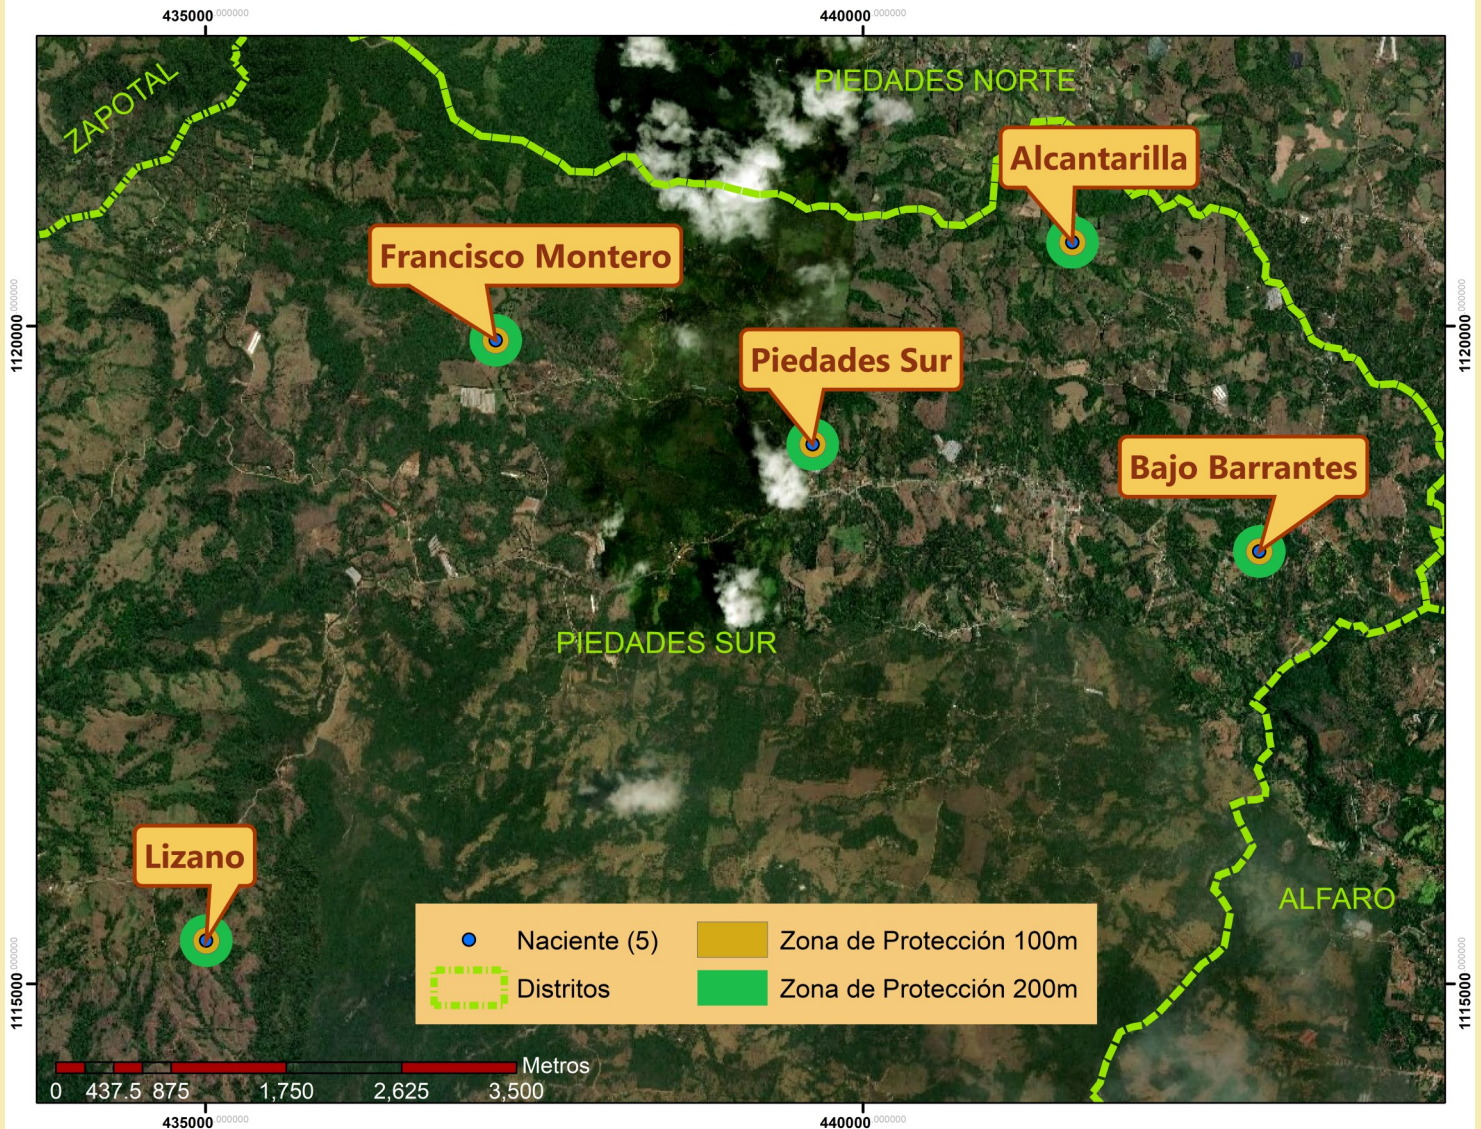 435000.000000
440000.000000
ZAPOTAL
PIEDADES NORTE
Alcantarilla
Francisco Montero
1120000.000000
1120000.000000
Piedades Sur
Bajo Barrantes
PIEDADES SUR
Lizano
ALFARO
Naciente (5)
Zona de Protección 100m
Distritos
Zona de Protección 200m
1115000.000000
1115000.000000
Metros
0 437.5 875 1,750 2,625 3,500
435000.000000
440000.000000